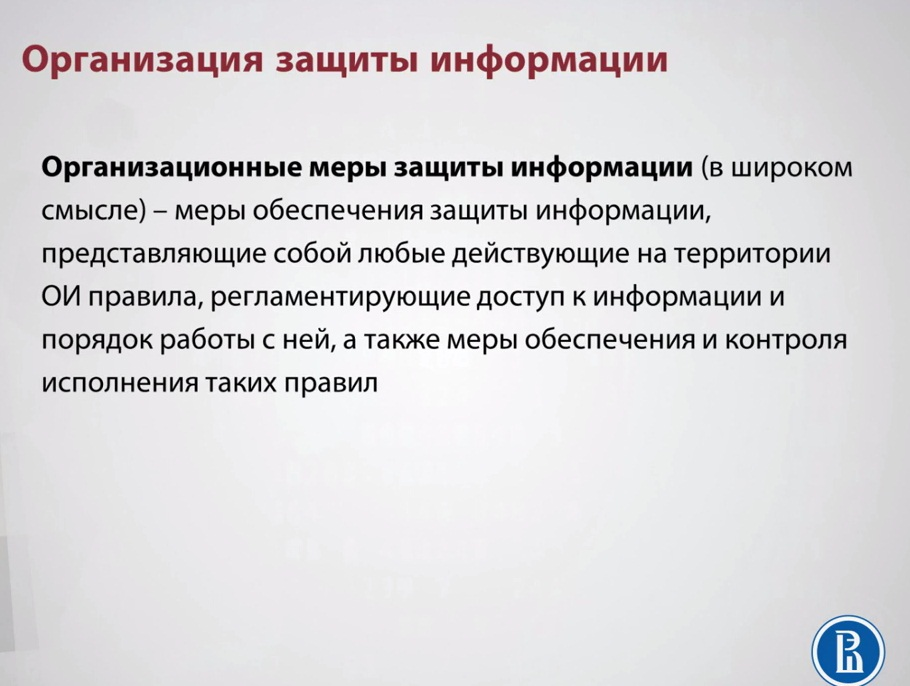 Организация защиты информации
Организационные меры защиты информации (в широком
смысле) – меры обеспечения защиты информации,
представляющие собой любые действующие на территории
ОИ правила, регламентирующие доступ к информации и
порядок работы с ней, а также меры обеспечения и контроля
исполнения таких правил